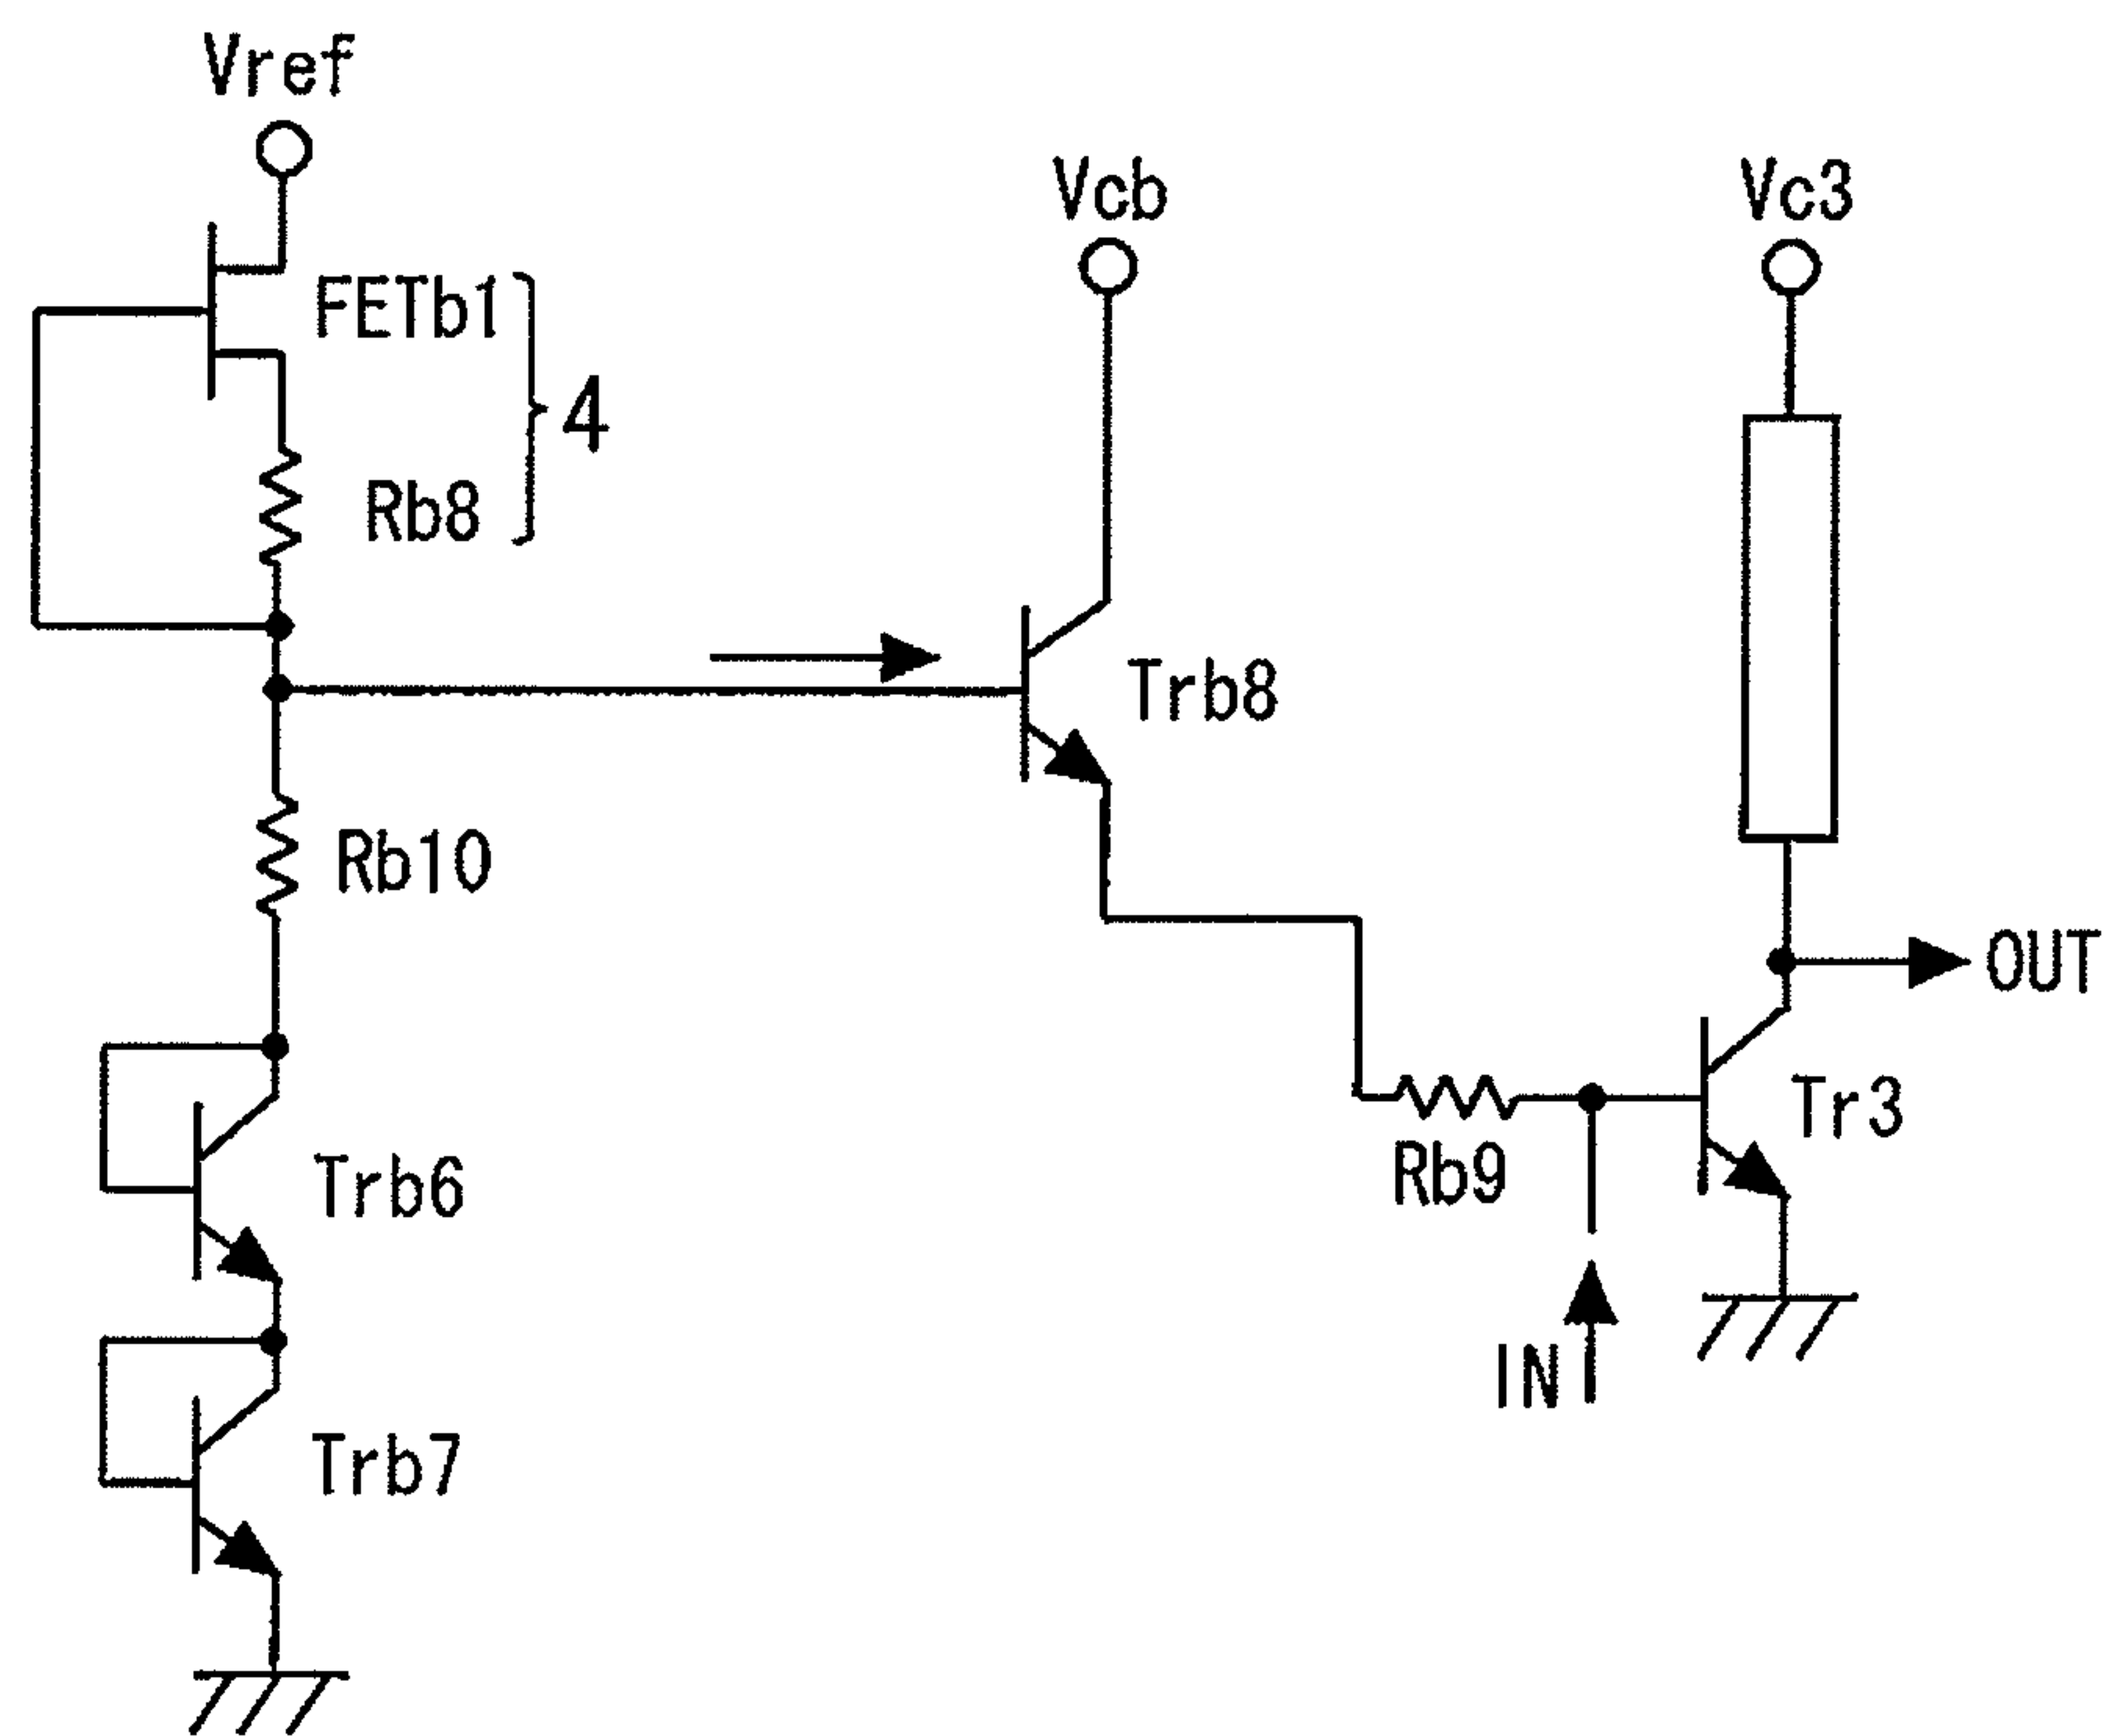 Vref
Vcb
Vc3
FETb1
4
Rb8
Trb8
Rb10
OUT
Tr3
Rb9
Trb6
IN
Trb7